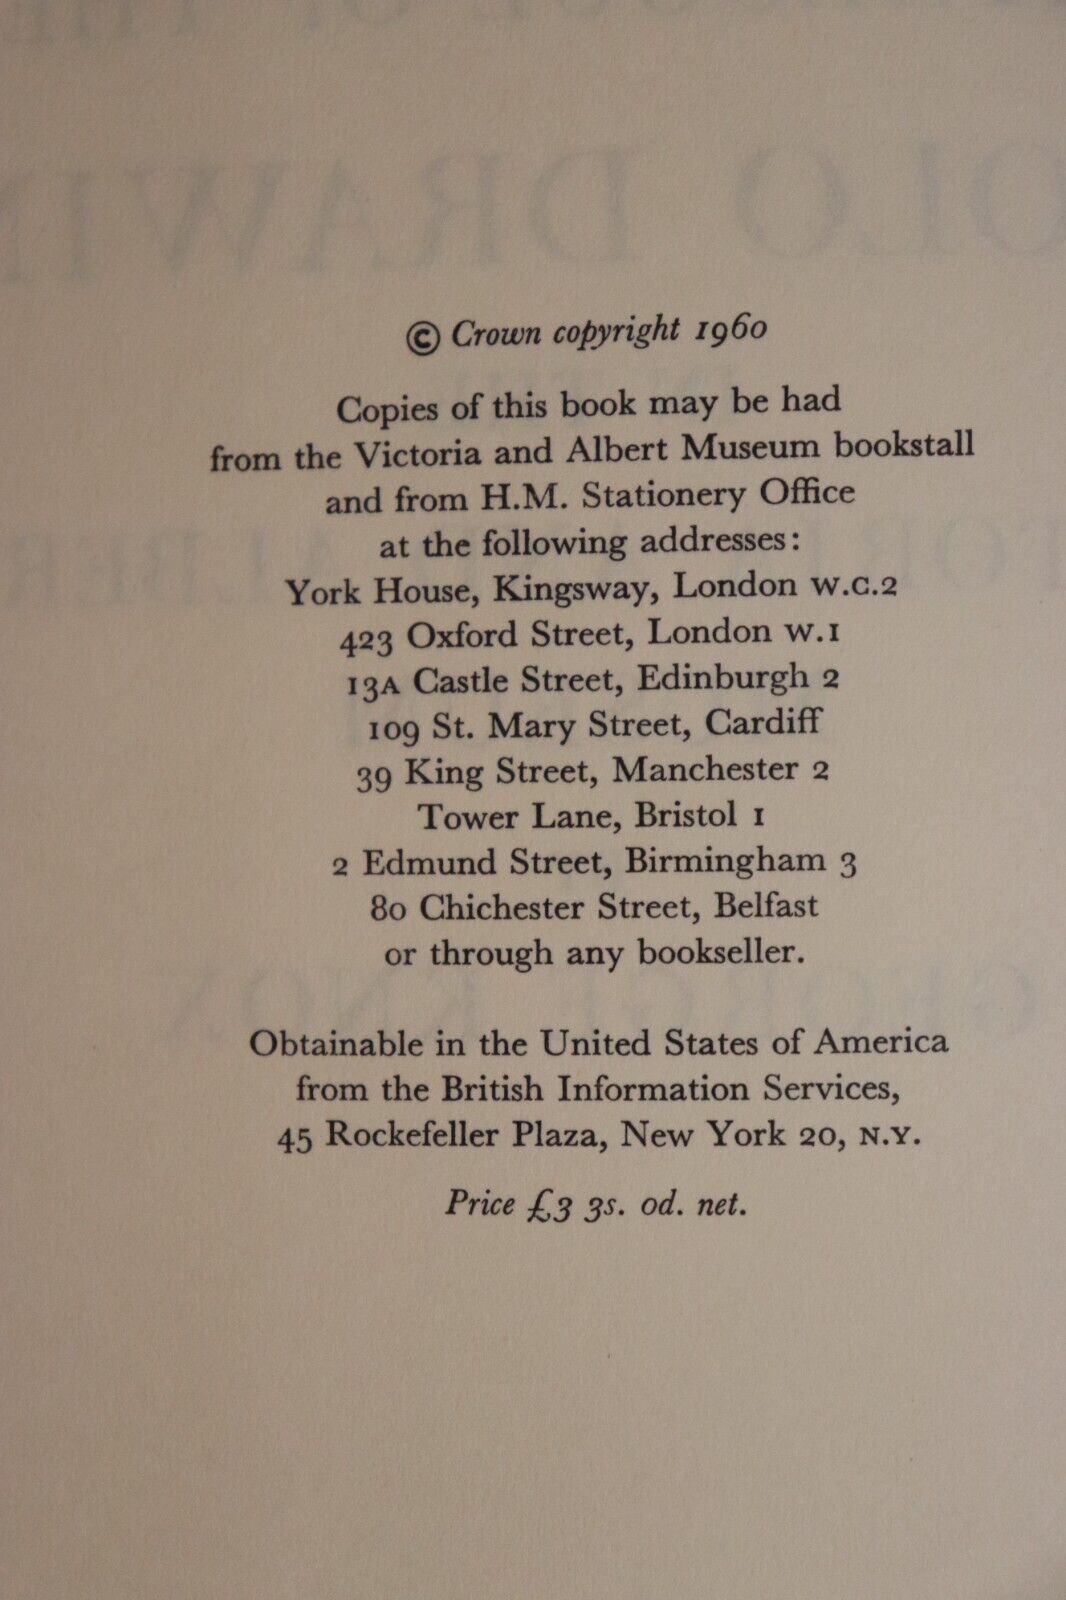 © Crown copyright 1960
Copies of this book may be had
from the Victoria and Albert Museum bookstall
and from H.M. Stationery Office
at the following addresses:
York House, Kingsway, London W.C.2
423 Oxford Street, London W.1
13A Castle Street, Edinburgh 2
109 St. Mary Street, Cardiff
39 King Street, Manchester 2
Tower Lane, Bristol 1
2 Edmund Street, Birmingham 3
80 Chichester Street, Belfast
or through any bookseller.
Obtainable in the United States of America
from the British Information Services,
45 Rockefeller Plaza, New York 20, N.Y.
Price £3 3s. 0d. net.